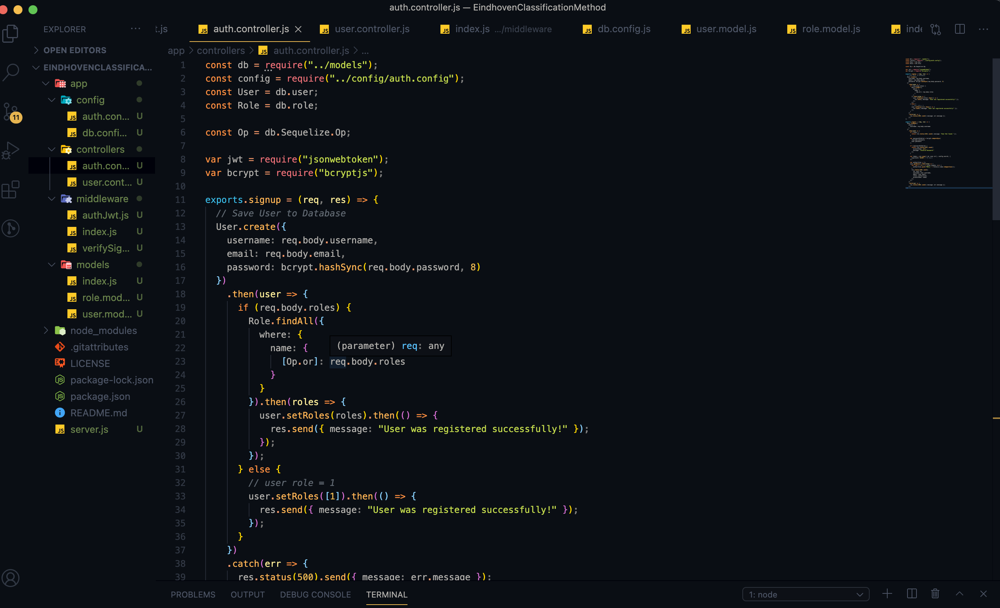 auth.controller.js — EindhovenClassificationMethod
EXPLORER
t.js
auth.controller.js
user.controller.js
index.js .../middleware
db.config.js
user.model.js
role.model.js
OPEN EDITORS
EINDHOVENCLASSIFICA...
app
config
auth.con... U
db.confi... U
controllers
auth.con... U
user.cont... U
middleware
authJwt.js U
index.js U
verifySig... U
models
index.js U
role.mod... U
user.mod... U
node_modules
.gitattributes
LICENSE
package-lock.json
package.json
README.md
server.js U
11
app > controllers > JS auth.controller.js > ...
1 const db = require("../models");
2 const config = require("../config/auth.config");
3 const User = db.user;
4 const Role = db.role;
5
6 const Op = db.Sequelize.Op;
7
8 var jwt = require("jsonwebtoken");
9 var bcrypt = require("bcryptjs");
10
11 exports.signup = (req, res) => {
12 // Save User to Database
13 User.create({
14 username: req.body.username,
15 email: req.body.email,
16 password: bcrypt.hashSync(req.body.password, 8)
17 })
18 .then(user => {
19 if (req.body.roles) {
20 Role.findAll({
21 where: {
22 name: {
(parameter) req: any
23 [Op.or]: req.body.roles
24 }
25 }
26 }).then(roles => {
27 user.setRoles(roles).then(() => {
28 res.send({ message: "User was registered successfully!" });
29 });
30 });
31 } else {
32 // user role = 1
33 user.setRoles([1]).then(() => {
34 res.send({ message: "User was registered successfully!" });
35 });
36 }
37 })
38 .catch(err => {
39 res.status(500).send({ message: err.message });
PROBLEMS
OUTPUT
DEBUG CONSOLE
TERMINAL
1: node